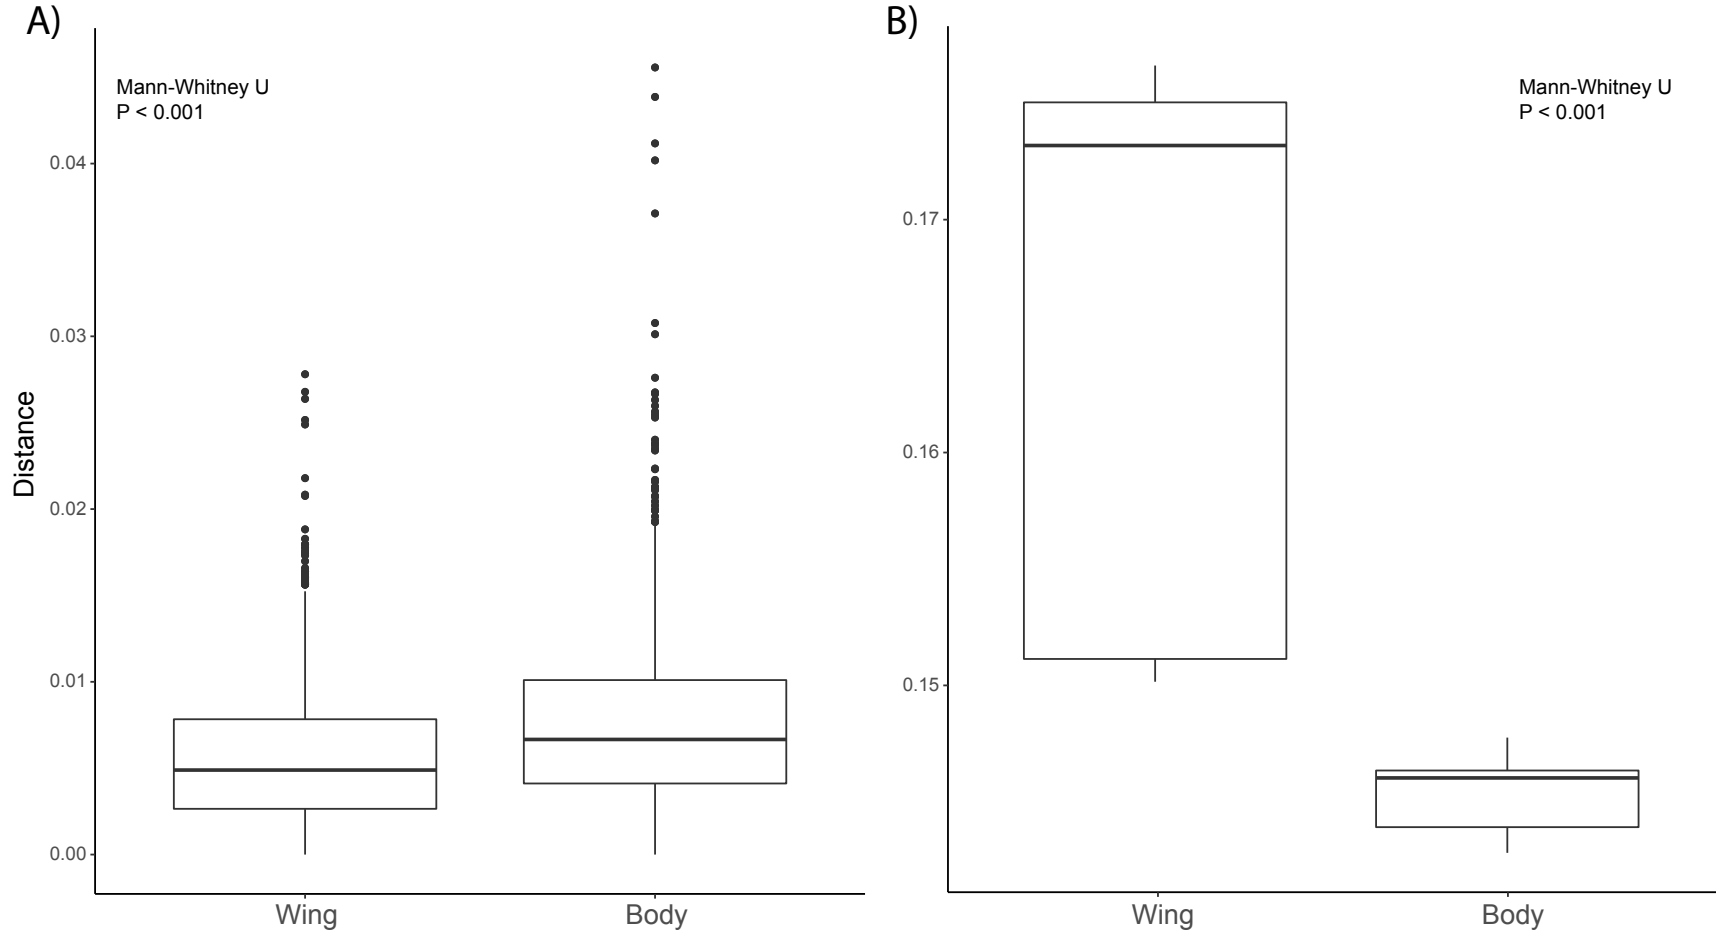 A)
Mann-Whitney U
P < 0.001
Distance
0.04
0.03
0.02
0.01
0.00
Wing
Body
B)
Mann-Whitney U
P < 0.001
0.17
0.16
0.15
Wing
Body